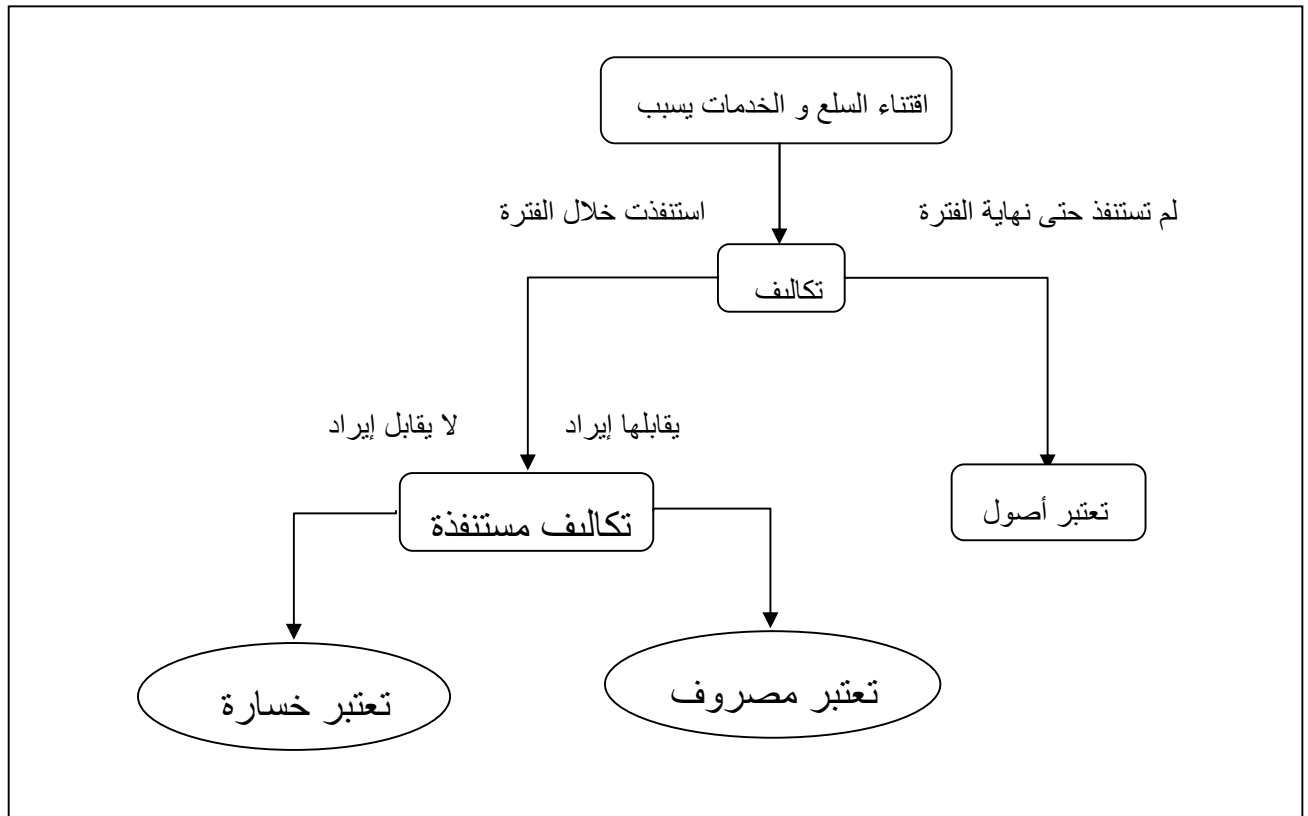 اقتناء السلع و الخدمات يسبب
لم تستنفذ حتى نهاية الفترة
استنفذت خلال الفترة
تكاليف
يقابلها إيراد
لا يقابل إيراد
تعتبر أصول
تكاليف مستنفذة
تعتبر مصروف
تعتبر خسارة